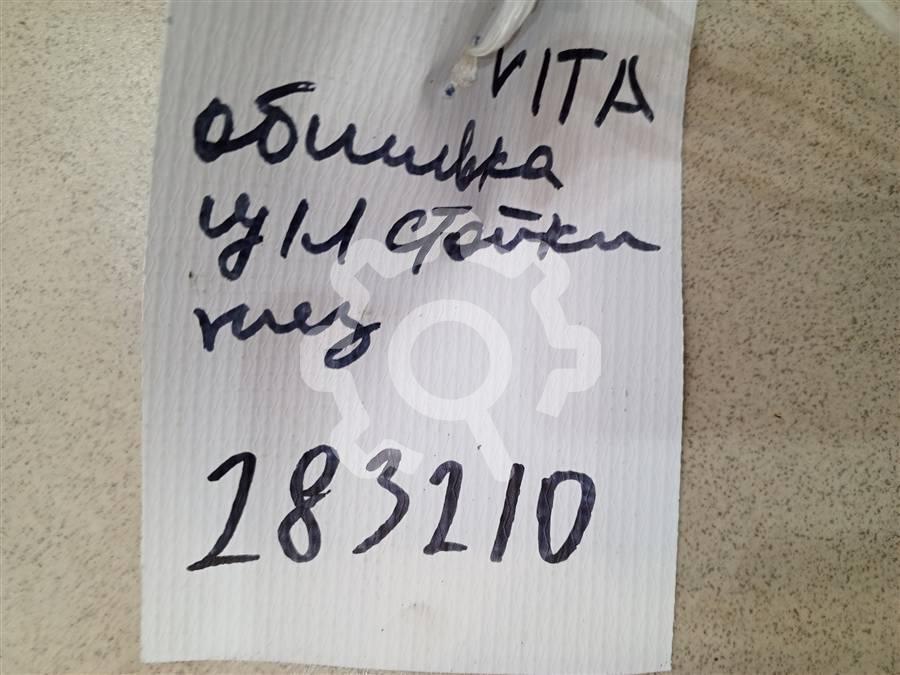 VITA
обшивка
стойки
низ
283210